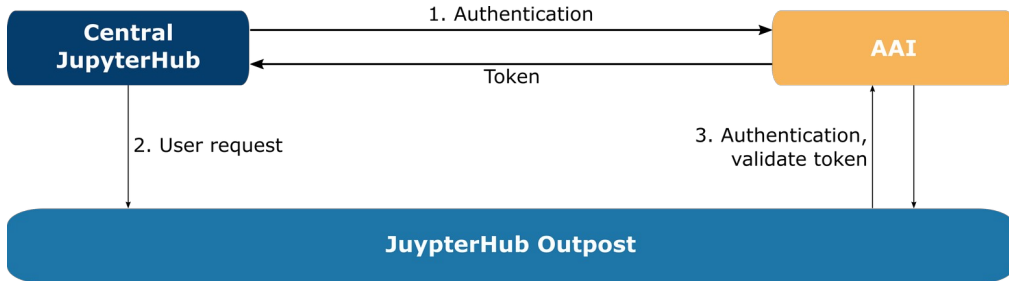 1. Authentication
Central
JupyterHub
AAI
Token
2. User request
3. Authentication,
validate token
JuypterHub Outpost